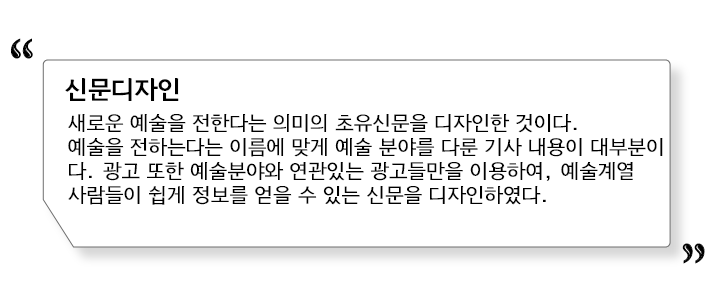 “
신문디자인
새로운 예술을 전한다는 의미의 초유신문을 디자인한 것이다.
예술을 전하는다는 이름에 맞게 예술 분야를 다룬 기사 내용이 대부분이
다. 광고 또한 예술분야와 연관있는 광고들만을 이용하여, 예술계열
사람들이 쉽게 정보를 얻을 수 있는 신문을 디자인하였다.
”